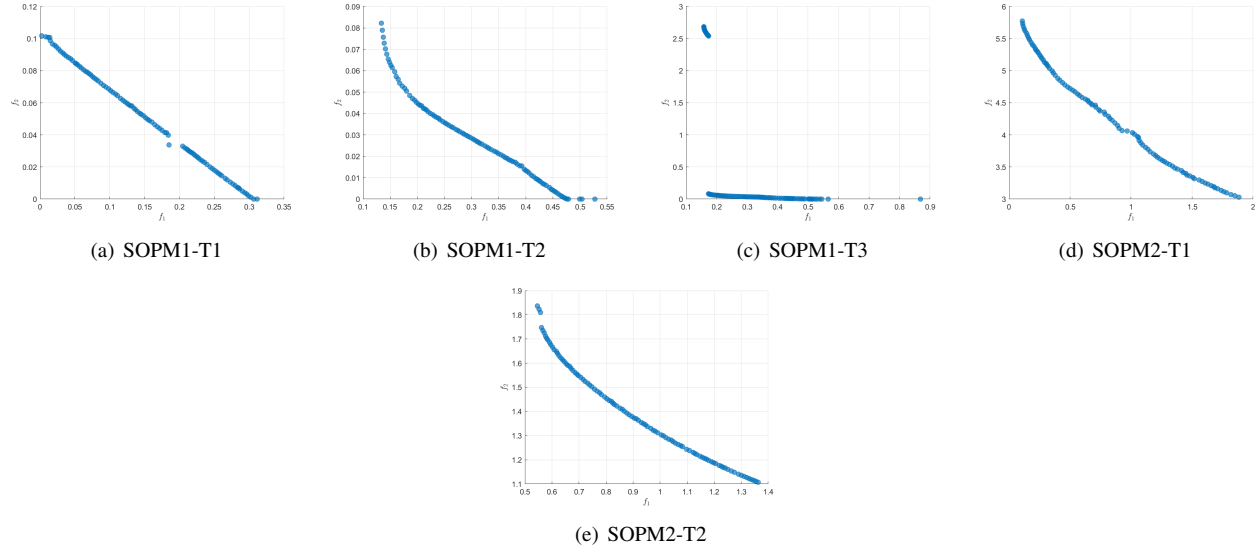 0.12
0.1
0.08
0.06
0.04
0.02
0
f₂
0 0.05 0.1 0.15 0.2 0.25 0.3 0.35
f₁
(a) SOPM1-T1
0.09
0.08
0.07
0.06
0.05
0.04
0.03
0.02
0.01
0
f₂
0.1 0.15 0.2 0.25 0.3 0.35 0.4 0.45 0.5 0.55
f₁
(b) SOPM1-T2
3
2.5
2
1.5
1
0.5
0
f₂
0.1 0.2 0.3 0.4 0.5 0.6 0.7 0.8 0.9
f₁
(c) SOPM1-T3
6
5.5
5
4.5
4
3.5
3
f₂
0 0.5 1 1.5 2
f₁
(d) SOPM2-T1
1.9
1.8
1.7
1.6
1.5
1.4
1.3
1.2
1.1
f₂
0.5 0.6 0.7 0.8 0.9 1 1.1 1.2 1.3 1.4
f₁
(e) SOPM2-T2